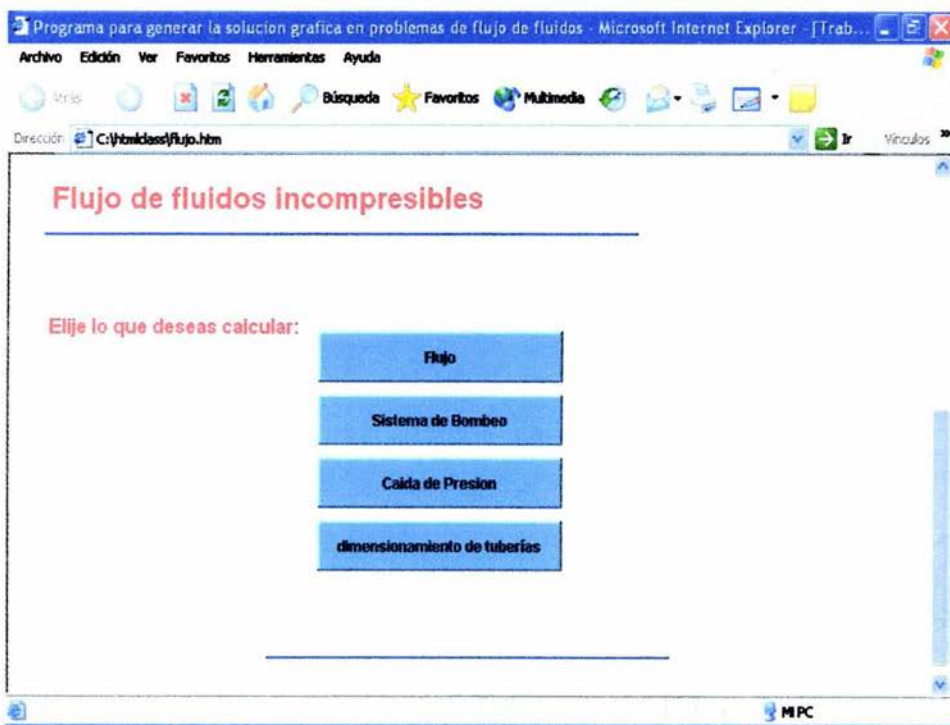 Programa para generar la solucion grafica en problemas de flujo de fluidos - Microsoft Internet Explorer - [Trab...
Archivo Edición Ver Favoritos Herramientas Ayuda
Atrás Búsqueda Favoritos Multimedia
Dirección C:\htmlclass\flujo.htm Ir Vínculos »
Flujo de fluidos incompresibles
Elije lo que deseas calcular:
Flujo
Sistema de Bombeo
Caida de Presion
dimensionamiento de tuberías
Mi PC